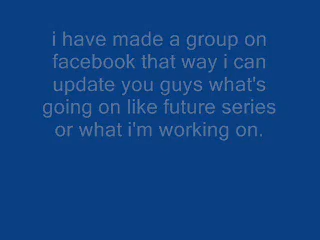 i have made a group on
facebook that way i can
update you guys what's
going on like future series
or what i'm working on.